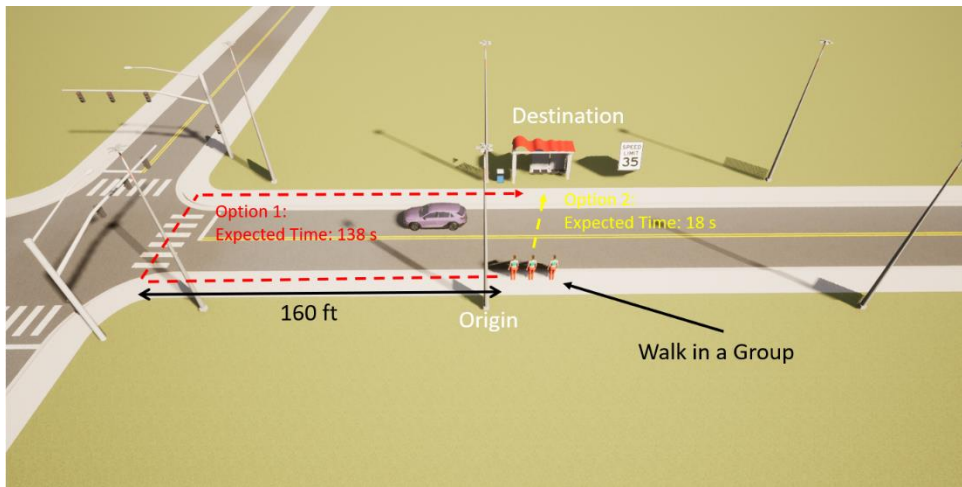 Destination
SPEED
LIMIT
35
Option 1:
Expected Time: 138 s
Option 2:
Expected Time: 18 s
160 ft
Origin
Walk in a Group